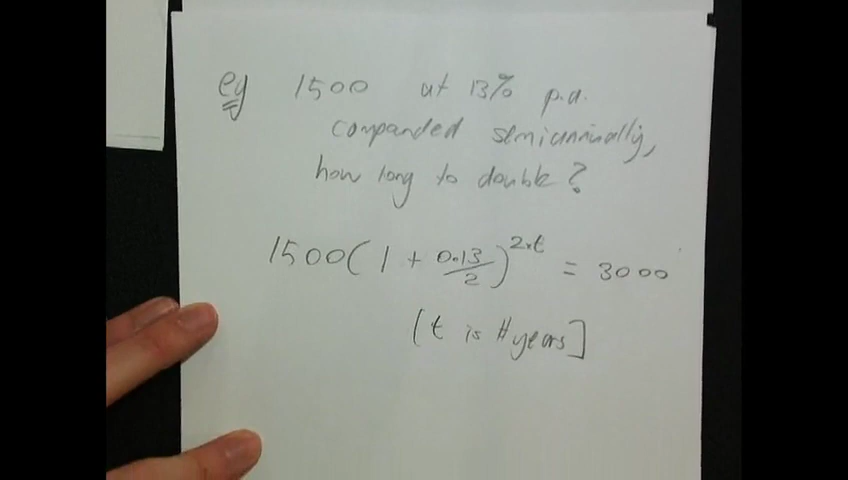 eg 1500 at 13% p.a.
compounded semiannually,
how long to double?
1500(1 + 0.13/2)^2×t = 3000
[t is #years]